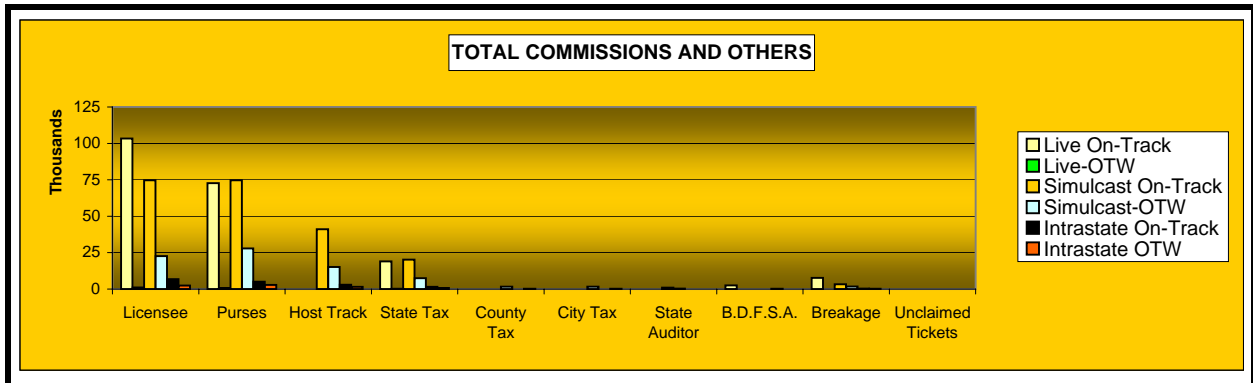 TOTAL COMMISSIONS AND OTHERS
Thousands
125
100
75
50
25
0
Licensee Purses Host Track State Tax County Tax City Tax State Auditor B.D.F.S.A. Breakage Unclaimed Tickets
Live On-Track
Live-OTW
Simulcast On-Track
Simulcast-OTW
Intrastate On-Track
Intrastate OTW